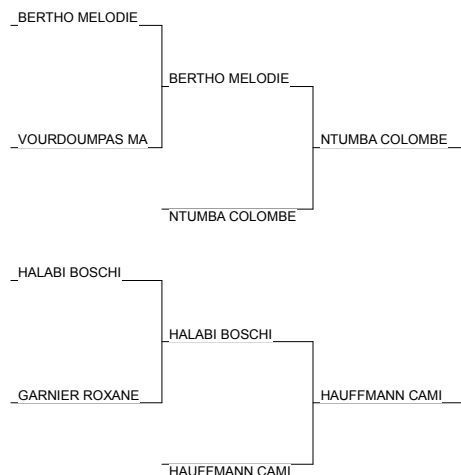 BERTHO MELODIE
BERTHO MELODIE
VOURDOUMPAS MA
NTUMBA COLOMBE
NTUMBA COLOMBE
HALABI BOSCHI
HALABI BOSCHI
GARNIER ROXANE
HAUFFMANN CAMI
HAUFFMANN CAMI